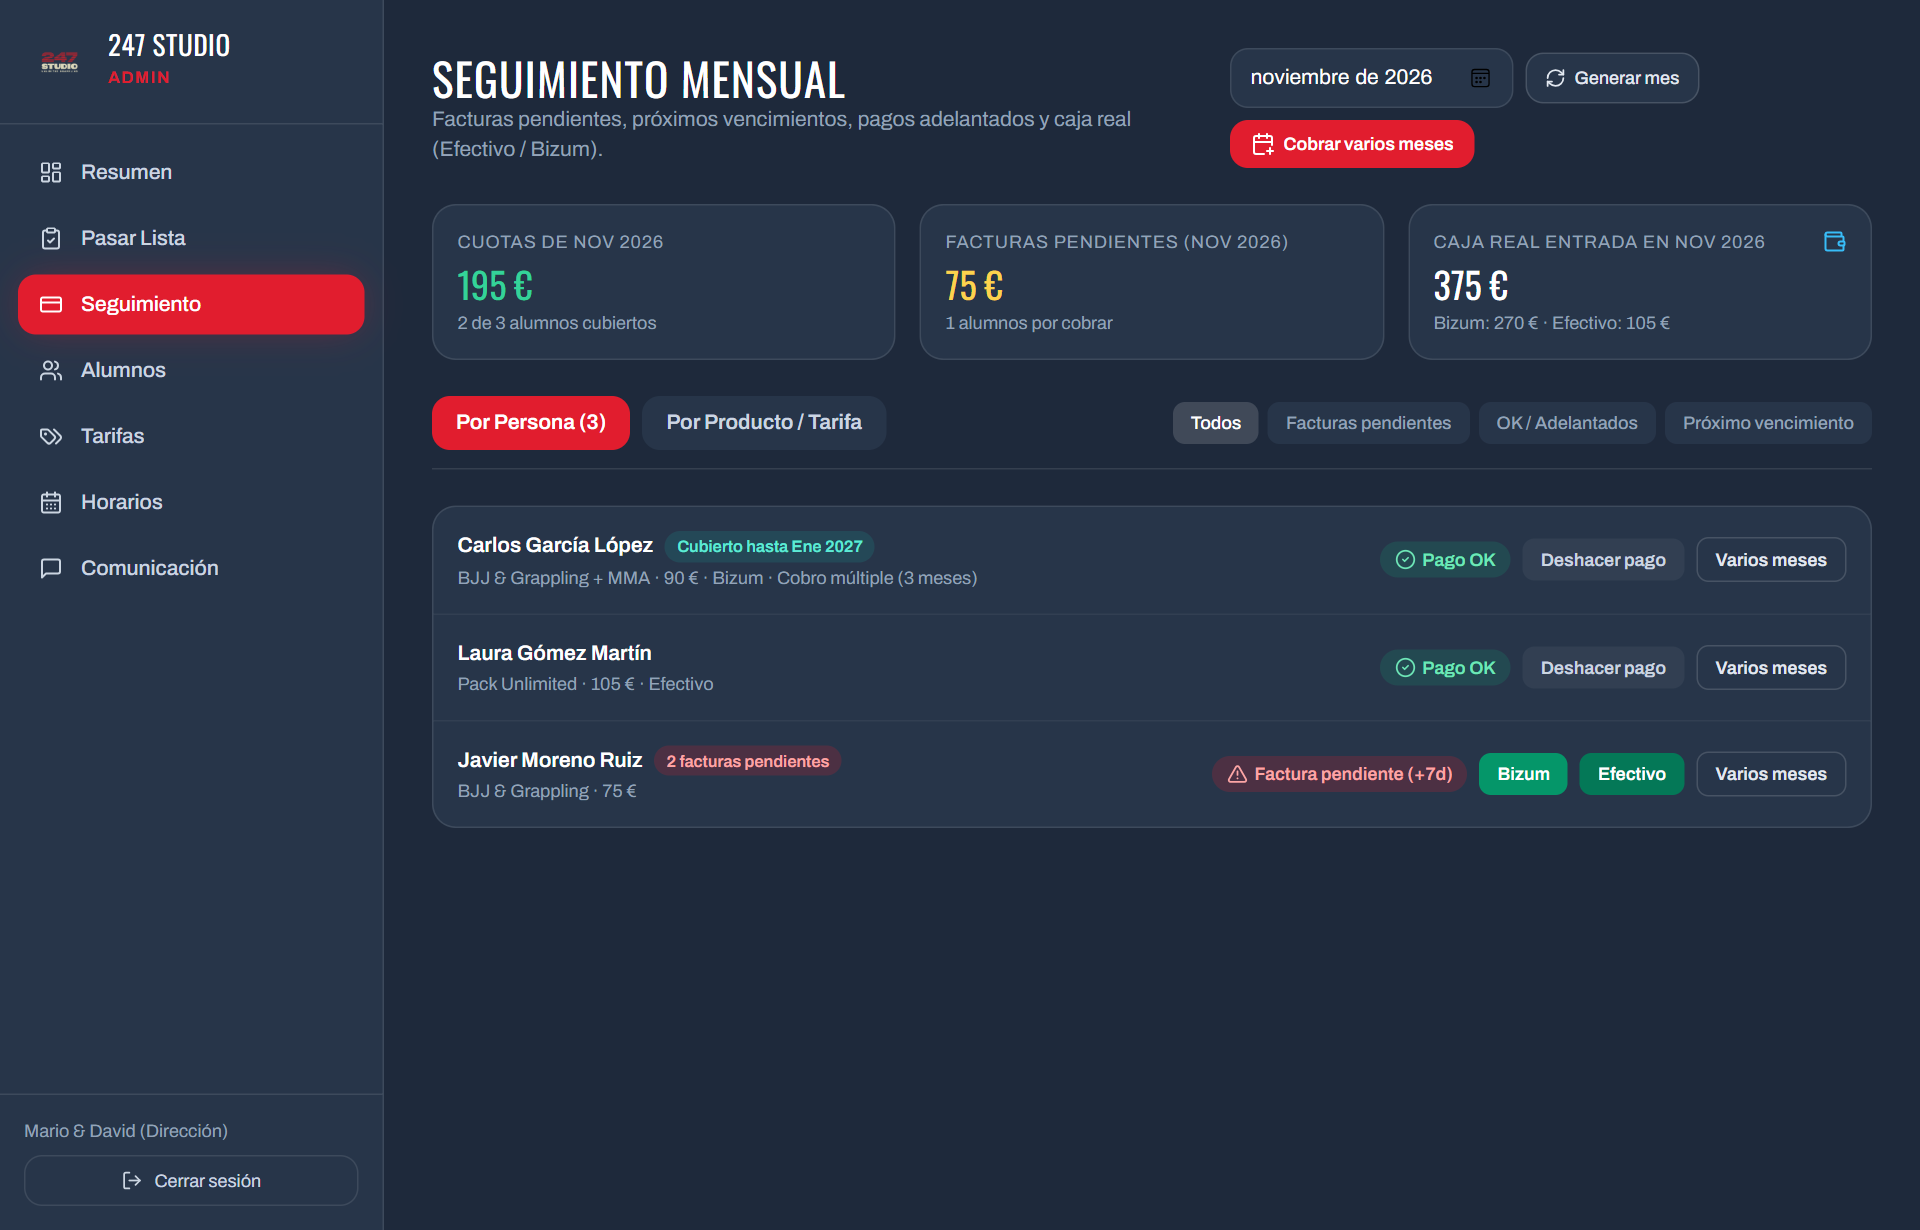 247
STUDIO
247 STUDIO
ADMIN
Resumen
Pasar Lista
Seguimiento
Alumnos
Tarifas
Horarios
Comunicación
Mario & David (Dirección)
Cerrar sesión
SEGUIMIENTO MENSUAL
Facturas pendientes, próximos vencimientos, pagos adelantados y caja real
(Efectivo / Bizum).
noviembre de 2026
Generar mes
Cobrar varios meses
CUOTAS DE NOV 2026
195 €
2 de 3 alumnos cubiertos
FACTURAS PENDIENTES (NOV 2026)
75 €
1 alumnos por cobrar
CAJA REAL ENTRADA EN NOV 2026
375 €
Bizum: 270 € · Efectivo: 105 €
Por Persona (3)
Por Producto / Tarifa
Todos
Facturas pendientes
OK / Adelantados
Próximo vencimiento
Carlos García López
Cubierto hasta Ene 2027
BJJ & Grappling + MMA · 90 € · Bizum · Cobro múltiple (3 meses)
Pago OK
Deshacer pago
Varios meses
Laura Gómez Martín
Pack Unlimited · 105 € · Efectivo
Pago OK
Deshacer pago
Varios meses
Javier Moreno Ruiz
2 facturas pendientes
BJJ & Grappling · 75 €
Factura pendiente (+7d)
Bizum
Efectivo
Varios meses